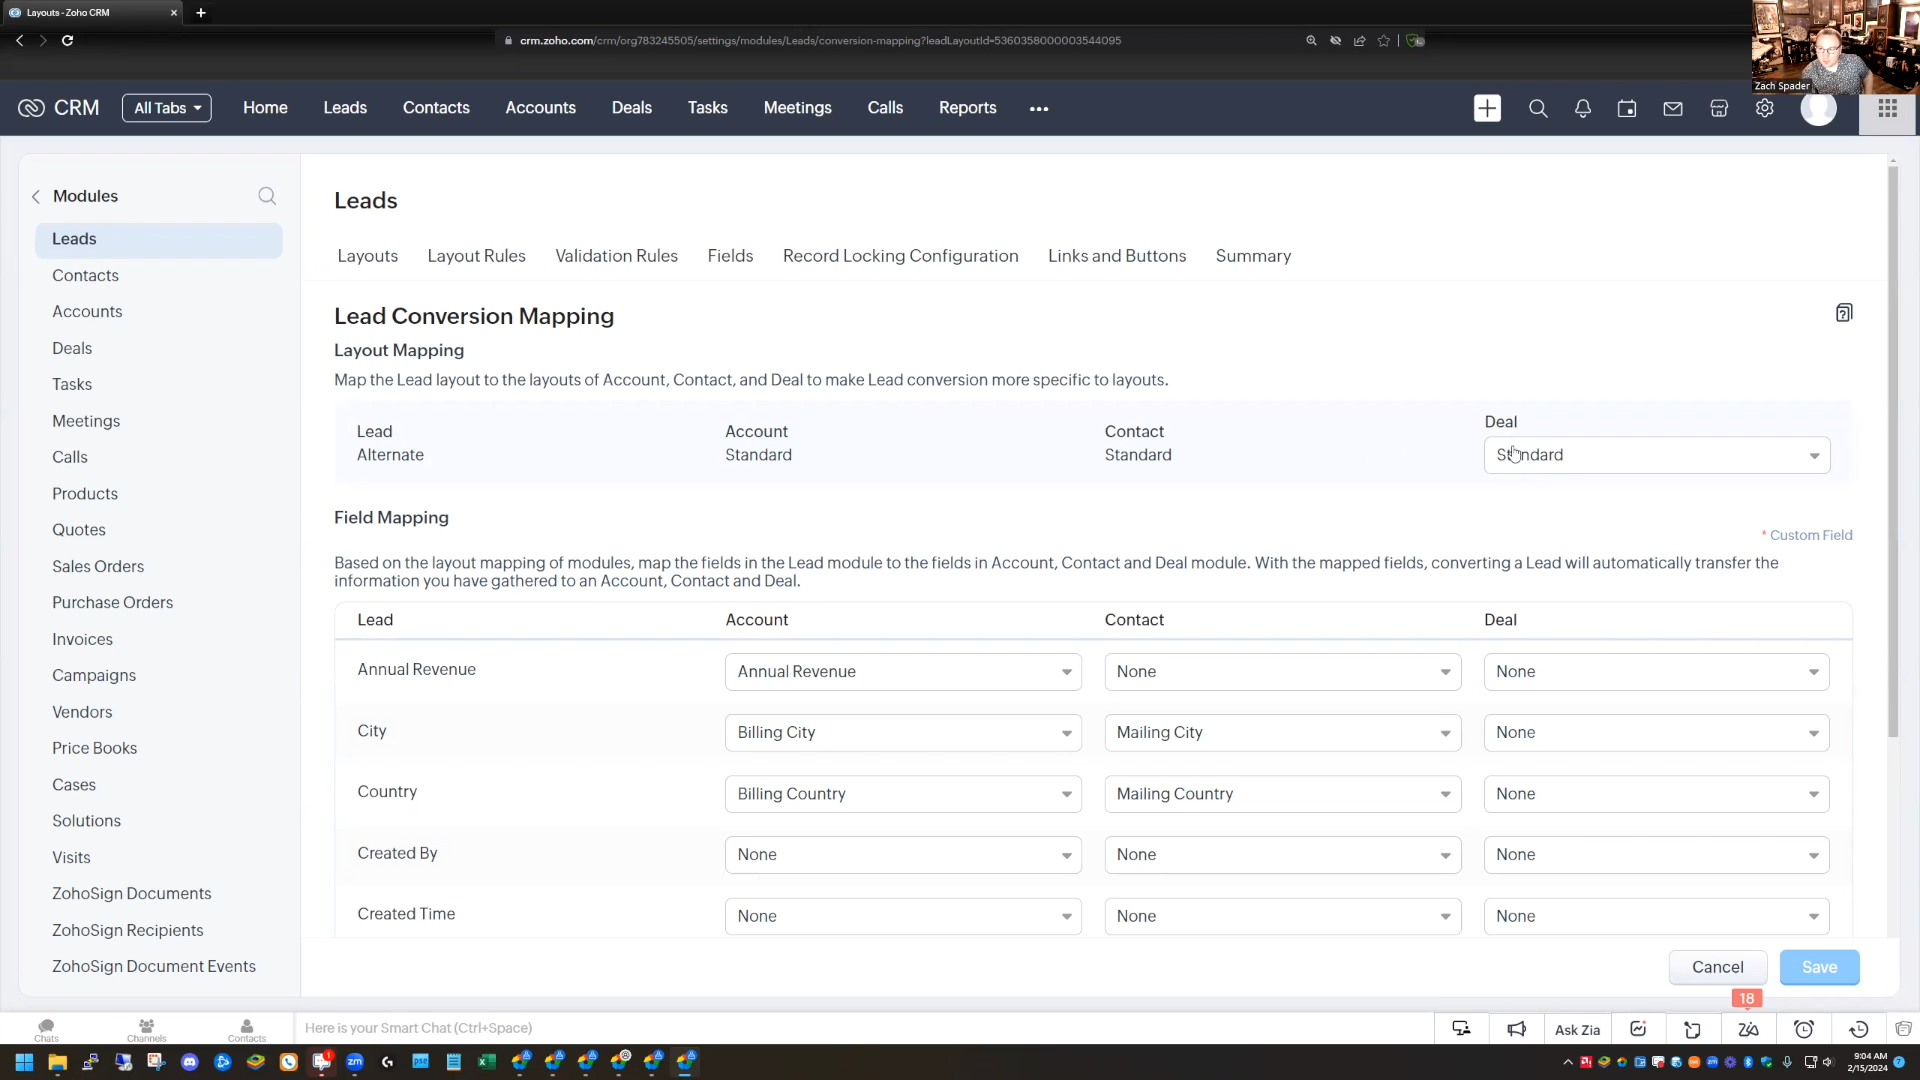 Layouts - Zoho CRM
crm.zoho.com/crm/org783245505/settings/modules/Leads/conversion-mapping?leadLayoutId=5360358000003544095
Zach Spader
CRM
All Tabs
Home
Leads
Contacts
Accounts
Deals
Tasks
Meetings
Calls
Reports
Modules
Leads
Contacts
Accounts
Deals
Tasks
Meetings
Calls
Products
Quotes
Sales Orders
Purchase Orders
Invoices
Campaigns
Vendors
Price Books
Cases
Solutions
Visits
ZohoSign Documents
ZohoSign Recipients
ZohoSign Document Events
Leads
Layouts
Layout Rules
Validation Rules
Fields
Record Locking Configuration
Links and Buttons
Summary
Lead Conversion Mapping
Layout Mapping
Map the Lead layout to the layouts of Account, Contact, and Deal to make Lead conversion more specific to layouts.
Lead Account Contact Deal
Alternate Standard Standard Standard
Field Mapping
* Custom Field
Based on the layout mapping of modules, map the fields in the Lead module to the fields in Account, Contact and Deal module. With the mapped fields, converting a Lead will automatically transfer the
information you have gathered to an Account, Contact and Deal.
Lead Account Contact Deal
Annual Revenue Annual Revenue None None
City Billing City Mailing City None
Country Billing Country Mailing Country None
Created By None None None
Created Time None None None
Cancel Save
18
Chats Channels Contacts
Here is your Smart Chat (Ctrl+Space)
Ask Zia
9:04 AM
2/15/2024